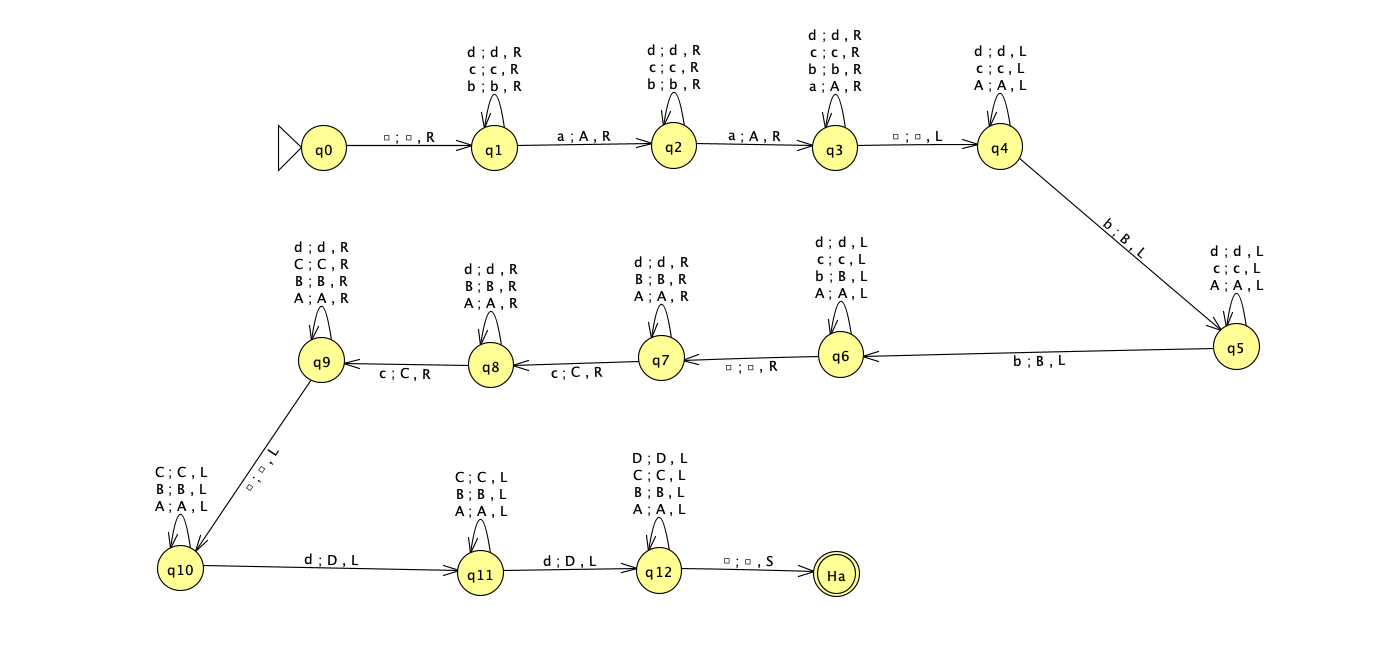 d ; d , R
c ; c , R
b ; b , R
d ; d , R
c ; c , R
b ; b , R
d ; d , R
c ; c , R
b ; b , R
a ; A , R
d ; d , L
c ; c , L
A ; A , L
q0
□ ; □ , R
q1
a ; A , R
q2
a ; A , R
q3
□ ; □ , L
q4
b ; B , L
d ; d , R
C ; C , R
B ; B , R
A ; A , R
d ; d , R
B ; B , R
A ; A , R
d ; d , R
B ; B , R
A ; A , R
d ; d , L
c ; c , L
b ; B , L
A ; A , L
d ; d , L
c ; c , L
A ; A , L
q9
c ; C , R
q8
c ; C , R
q7
□ ; □ , R
q6
b ; B , L
q5
□ ; □ , L
C ; C , L
B ; B , L
A ; A , L
C ; C , L
B ; B , L
A ; A , L
D ; D , L
C ; C , L
B ; B , L
A ; A , L
q10
d ; D , L
q11
d ; D , L
q12
□ ; □ , S
Ha